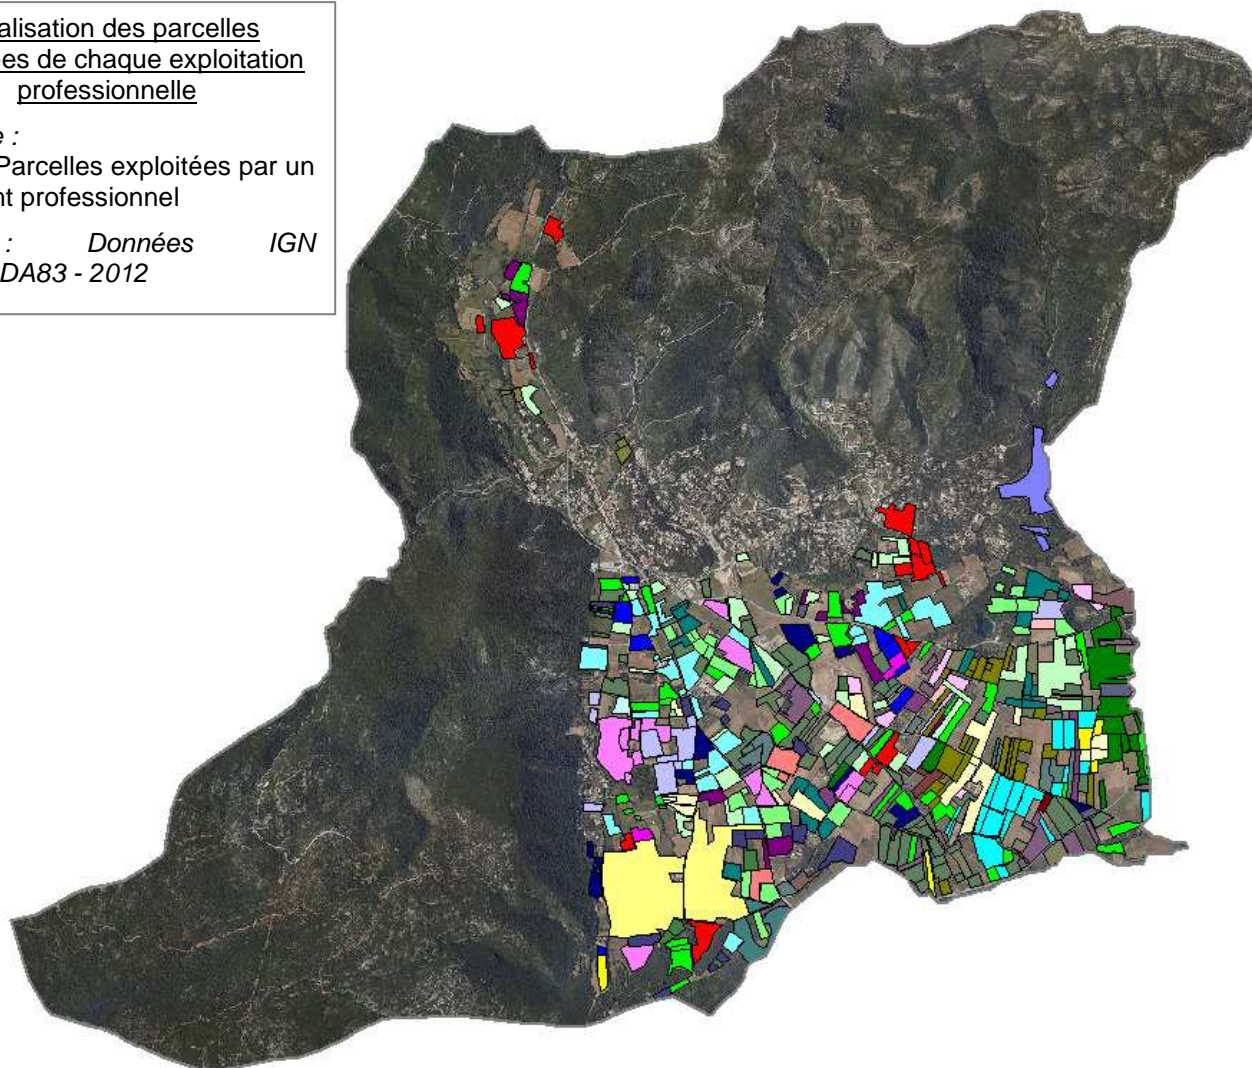 alisation des parcelles
es de chaque exploitation
professionnelle
e :
Parcelles exploitées par un
nt professionnel
: Données IGN
DA83 - 2012